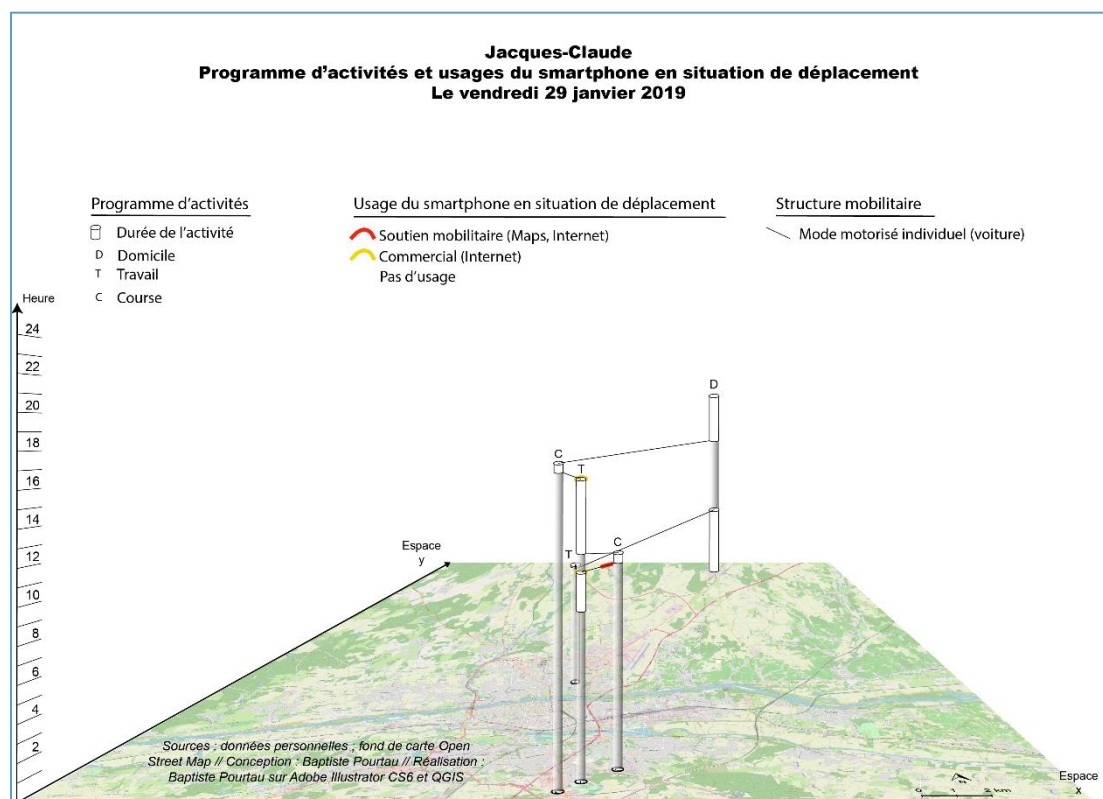 Jacques-Claude
Programme d'activités et usages du smartphone en situation de déplacement
Le vendredi 29 janvier 2019
Programme d'activités
Durée de l'activité
D Domicile
T Travail
C Course
Usage du smartphone en situation de déplacement
Soutien mobilitaire (Maps, Internet)
Commercial (Internet)
Pas d'usage
Structure mobilitaire
Mode motorisé individuel (voiture)
Heure
24
22
20
18
16
14
12
10
8
6
4
2
D
C
T
C
T
Espace
y
Sources : données personnelles ; fond de carte Open
Street Map // Conception : Baptiste Pourtau // Réalisation :
Baptiste Pourtau sur Adobe Illustrator CS6 et QGIS
N
0 1 2 km
Espace
x